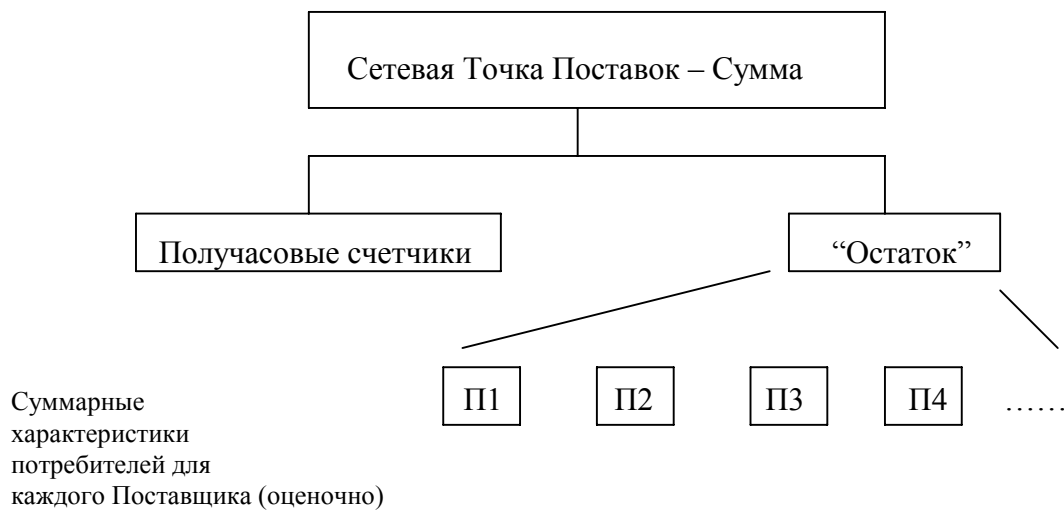 Сетевая Точка Поставок – Сумма
Получасовые счетчики
“Остаток”
П1
П2
П3
П4
……
Суммарные
характеристики
потребителей для
каждого Поставщика (оценочно)